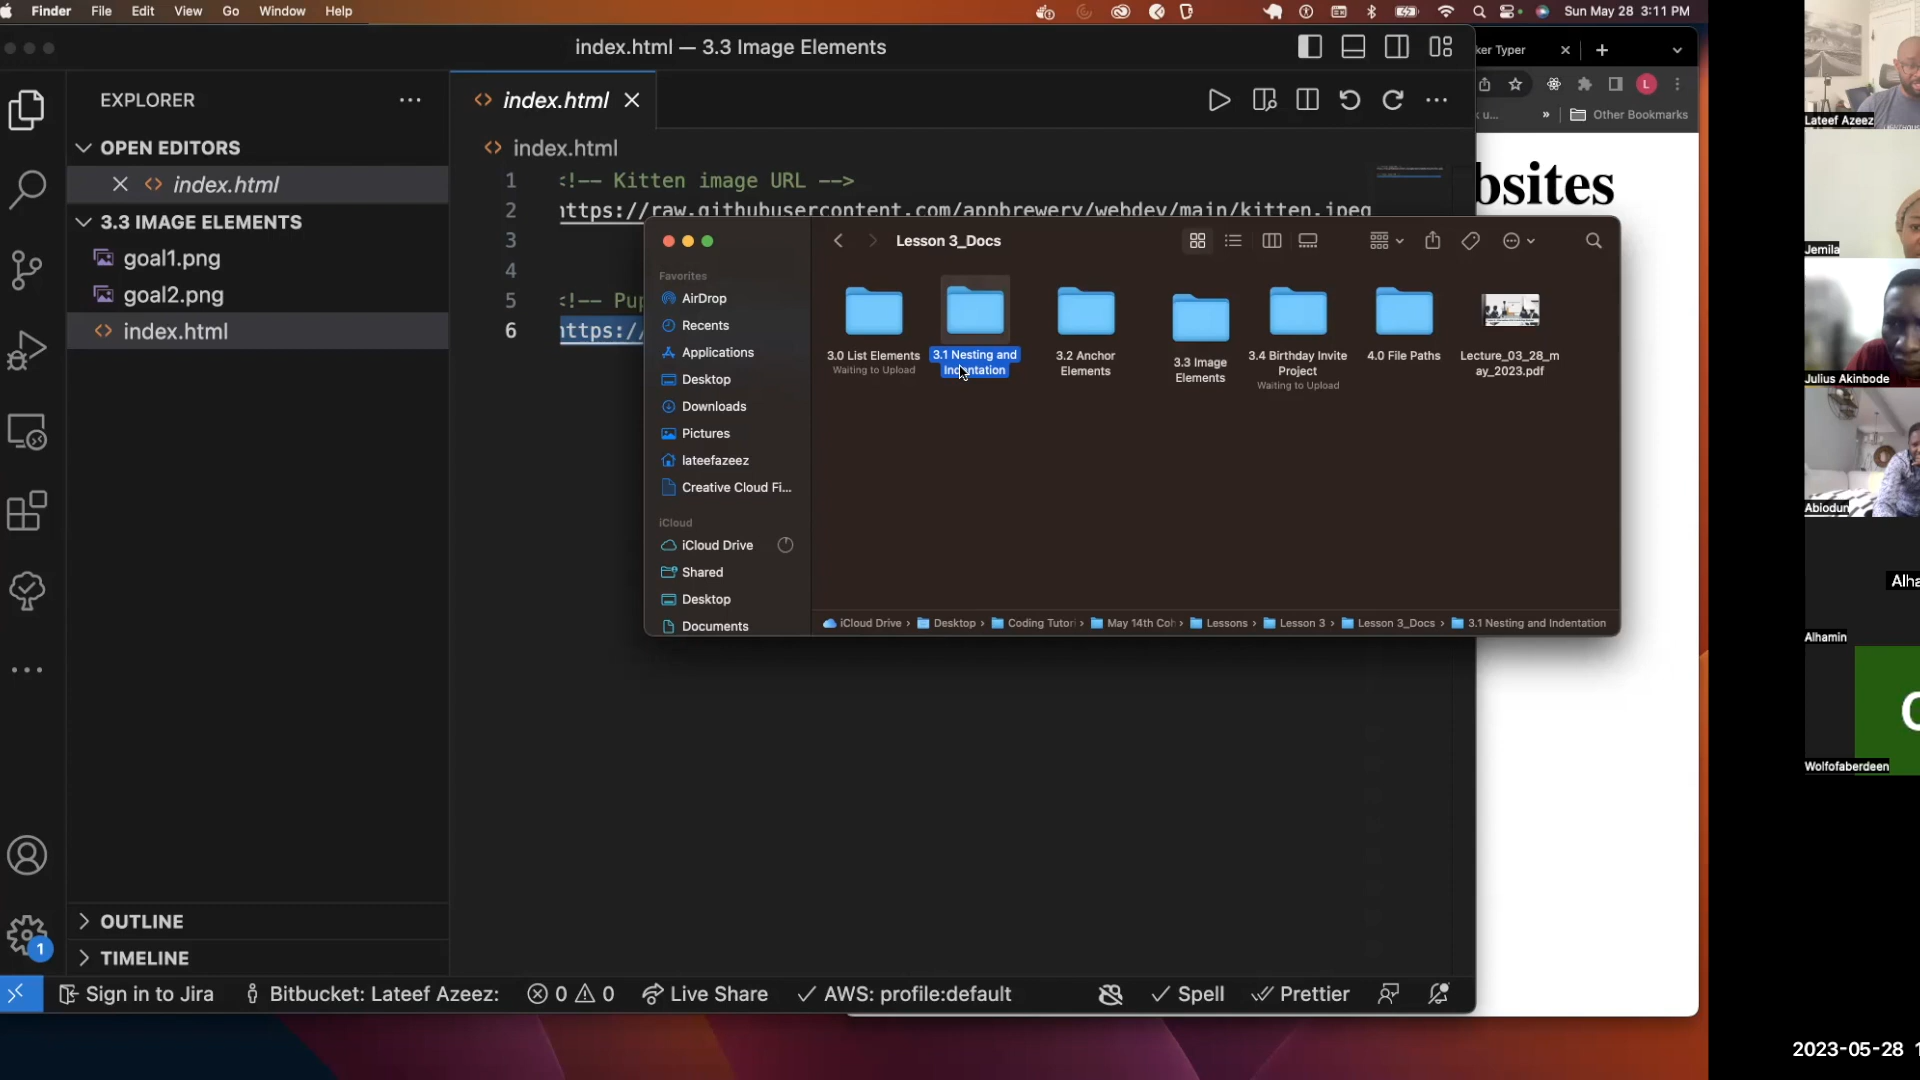 Finder File Edit View Go Window Help
Sun May 28 3:11 PM
index.html — 3.3 Image Elements
EXPLORER
index.html
OPEN EDITORS
index.html
3.3 IMAGE ELEMENTS
goal1.png
goal2.png
index.html
OUTLINE
TIMELINE
index.html
1 <!-- Kitten image URL -->
2 https://raw.githubusercontent.com/appbrewery/webdev/main/kitten.jpeg
3
4
5 <!-- Pup
6 https://
Lesson 3_Docs
Favorites
AirDrop
Recents
Applications
Desktop
Downloads
Pictures
lateefazeez
Creative Cloud Fi...
iCloud
iCloud Drive
Shared
Desktop
Documents
3.0 List Elements
Waiting to Upload
3.1 Nesting and
Indentation
3.2 Anchor
Elements
3.3 Image
Elements
3.4 Birthday Invite
Project
Waiting to Upload
4.0 File Paths
Lecture_03_28_m
ay_2023.pdf
iCloud Drive › Desktop › Coding Tutori › May 14th Coh › Lessons › Lesson 3 › Lesson 3_Docs › 3.1 Nesting and Indentation
1
Sign in to Jira Bitbucket: Lateef Azeez: 0 0 Live Share AWS: profile:default Spell Prettier
ker Typer
L
k u... » Other Bookmarks
bsites
Lateef Azeez
Jemila
Julius Akinbode
Abiodun
Alha
Alhamin
Wolfofaberdeen
2023-05-28 1